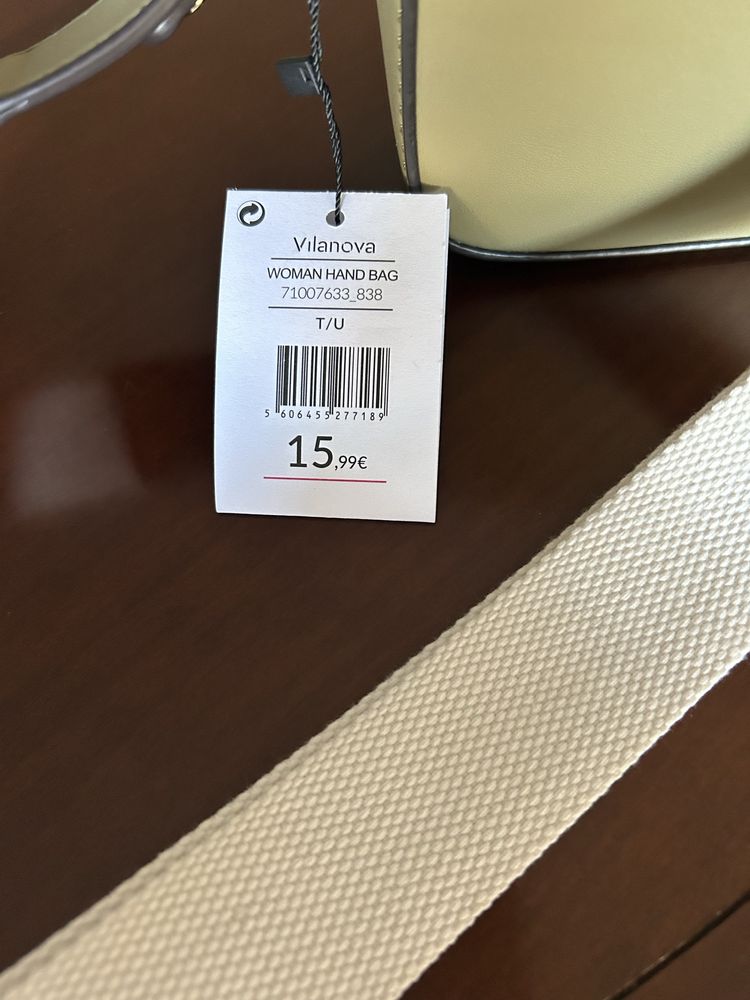 Vilanova
WOMAN HAND BAG
71007633_838
T/U
5 606455 277189
15,99€